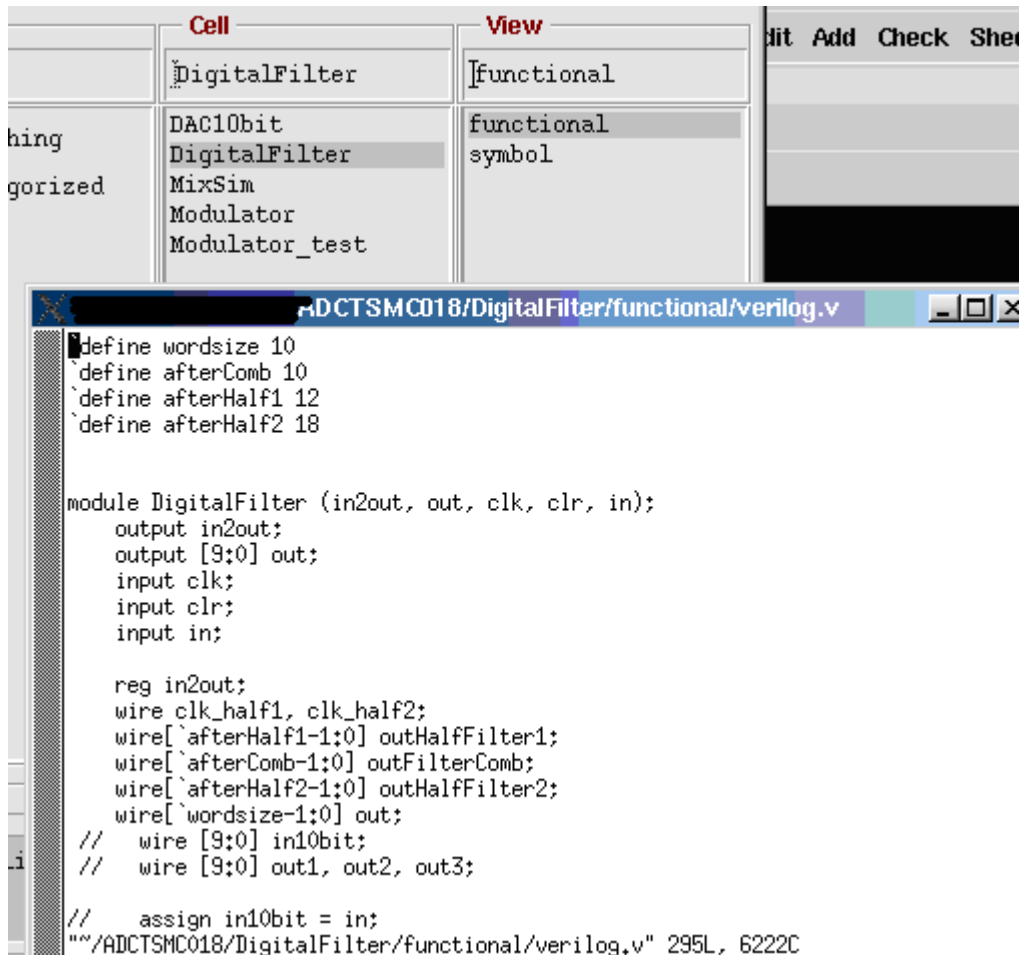 Cell
View
dit Add Check Shee
DigitalFilter
functional
hing
gorized
DAC10bit
DigitalFilter
MixSim
Modulator
Modulator_test
functional
symbol
ADCTSMC018/DigitalFilter/functional/verilog.v
`define wordsize 10
`define afterComb 10
`define afterHalf1 12
`define afterHalf2 18
module DigitalFilter (in2out, out, clk, clr, in);
output in2out;
output [9:0] out;
input clk;
input clr;
input in;
reg in2out;
wire clk_half1, clk_half2;
wire[`afterHalf1-1:0] outHalfFilter1;
wire[`afterComb-1:0] outFilterComb;
wire[`afterHalf2-1:0] outHalfFilter2;
wire[`wordsize-1:0] out;
// wire [9:0] in10bit;
// wire [9:0] out1, out2, out3;
// assign in10bit = in;
"~/ADCTSMC018/DigitalFilter/functional/verilog.v" 295L, 6222C